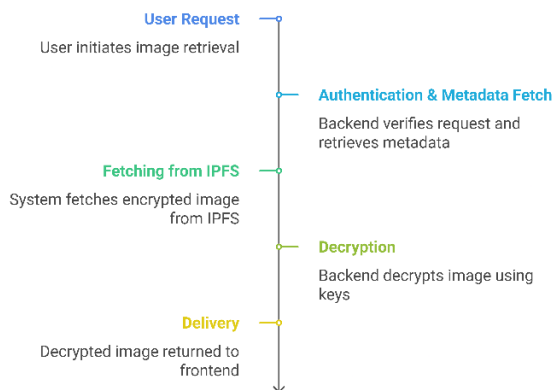 User Request
User initiates image retrieval
Authentication & Metadata Fetch
Backend verifies request and
retrieves metadata
Fetching from IPFS
System fetches encrypted image
from IPFS
Decryption
Backend decrypts image using
keys
Delivery
Decrypted image returned to
frontend